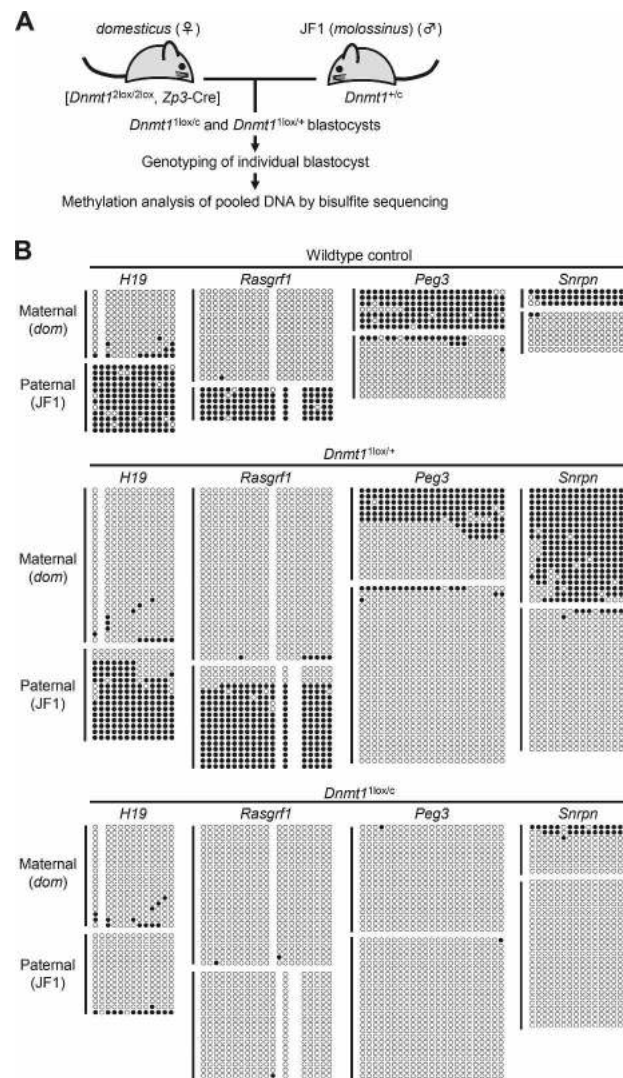 A
domesticus (♀)
JF1 (molossinus) (♂)
[Dnmt1^2lox/2lox, Zp3-Cre]
Dnmt1^+/c
Dnmt1^1lox/c and Dnmt1^1lox/+ blastocysts
Genotyping of individual blastocyst
Methylation analysis of pooled DNA by bisulfite sequencing
B
Wildtype control
H19 Rasgrf1 Peg3 Snrpn
Maternal
(dom)
Paternal
(JF1)
Dnmt1^1lox/+
H19 Rasgrf1 Peg3 Snrpn
Maternal
(dom)
Paternal
(JF1)
Dnmt1^1lox/c
H19 Rasgrf1 Peg3 Snrpn
Maternal
(dom)
Paternal
(JF1)